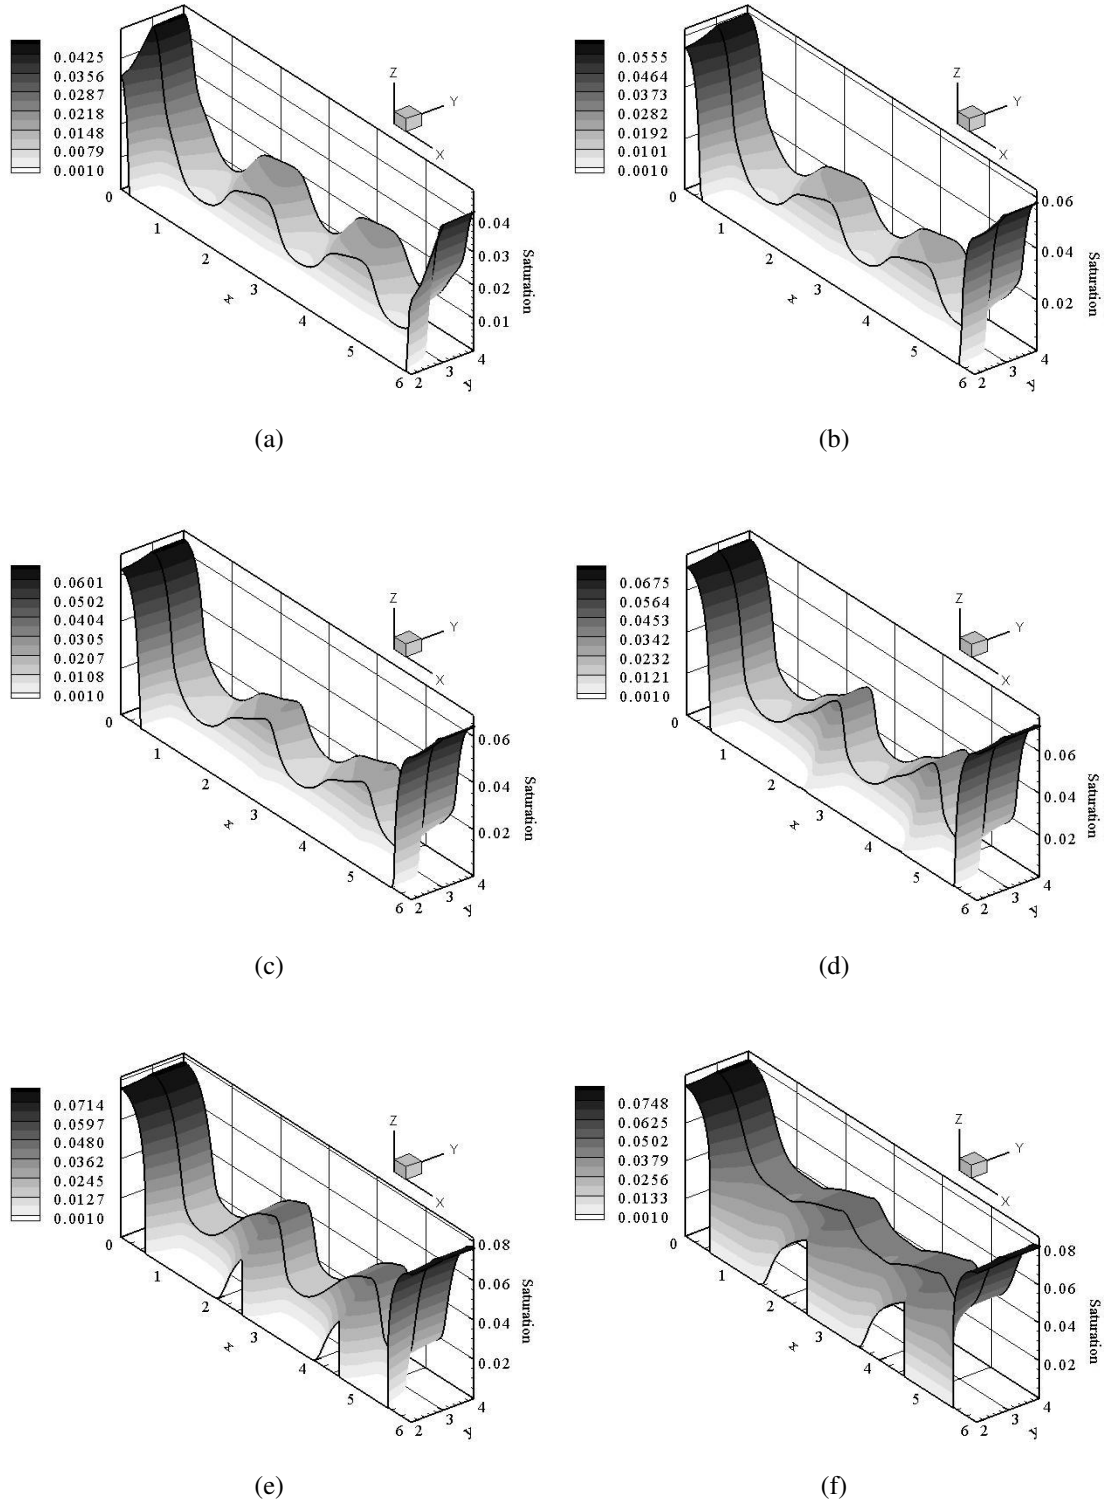 0.0425
0.0356
0.0287
0.0218
0.0148
0.0079
0.0010
Z
Y
X
0
1
2
3
4
5
6
x
2
3
4
y
0.04
0.03
0.02
0.01
Saturation
(a)
0.0555
0.0464
0.0373
0.0282
0.0192
0.0101
0.0010
Z
Y
X
0
1
2
3
4
5
6
x
2
3
4
y
0.06
0.04
0.02
Saturation
(b)
0.0601
0.0502
0.0404
0.0305
0.0207
0.0108
0.0010
Z
Y
X
0
1
2
3
4
5
6
x
2
3
4
y
0.06
0.04
0.02
Saturation
(c)
0.0675
0.0564
0.0453
0.0342
0.0232
0.0121
0.0010
Z
Y
X
0
1
2
3
4
5
6
x
2
3
4
y
0.06
0.04
0.02
Saturation
(d)
0.0714
0.0597
0.0480
0.0362
0.0245
0.0127
0.0010
Z
Y
X
0
1
2
3
4
5
6
x
2
3
4
y
0.08
0.06
0.04
0.02
Saturation
(e)
0.0748
0.0625
0.0502
0.0379
0.0256
0.0133
0.0010
Z
Y
X
0
1
2
3
4
5
6
x
2
3
4
y
0.08
0.06
0.04
0.02
Saturation
(f)